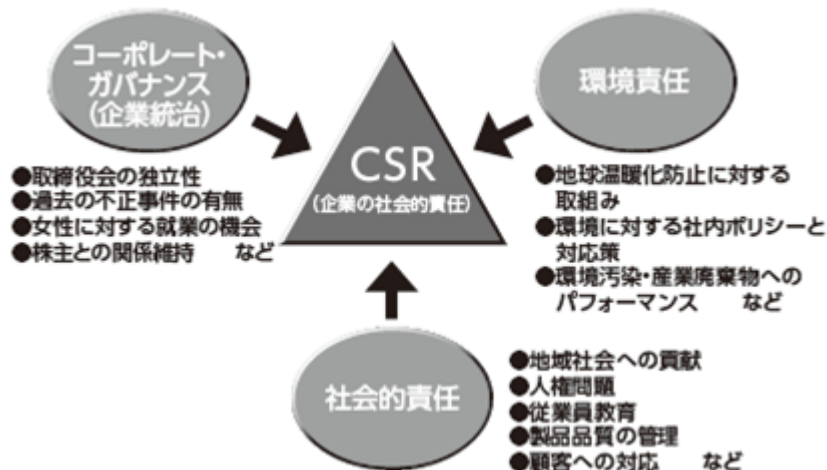 コーポレート・
ガバナンス
(企業統治)
●取締役会の独立性
●過去の不正事件の有無
●女性に対する就業の機会
●株主との関係維持　など
CSR
(企業の社会的責任)
環境責任
●地球温暖化防止に対する
取組み
●環境に対する社内ポリシーと
対応策
●環境汚染・産業廃棄物への
パフォーマンス　など
社会的責任
●地域社会への貢献
●人権問題
●従業員教育
●製品品質の管理
●顧客への対応　など